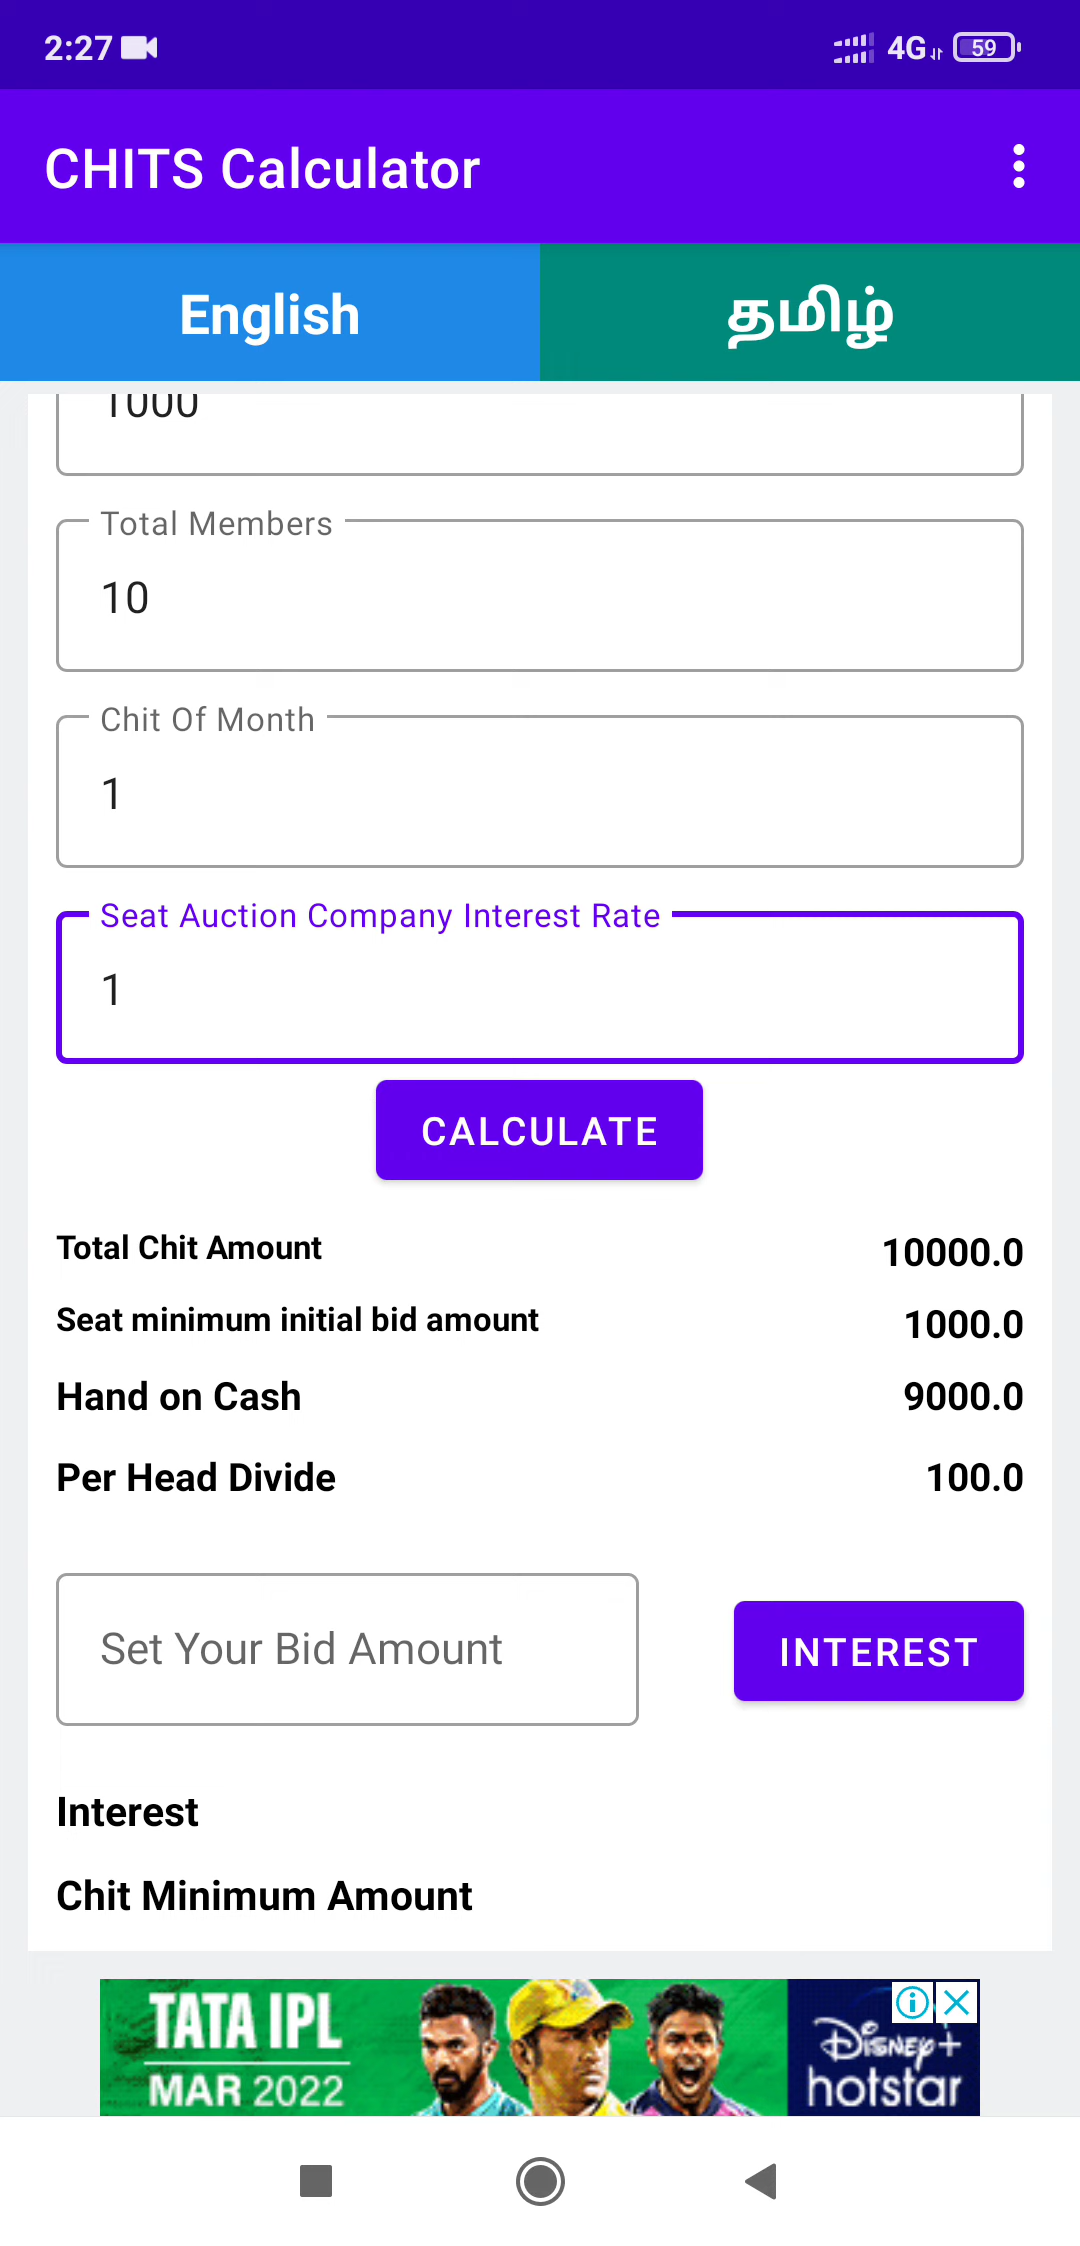 2:27 4G 59
CHITS Calculator
English தமிழ்
1000
Total Members
10
Chit Of Month
1
Seat Auction Company Interest Rate
1
CALCULATE
Total Chit Amount 10000.0
Seat minimum initial bid amount 1000.0
Hand on Cash 9000.0
Per Head Divide 100.0
Set Your Bid Amount INTEREST
Interest
Chit Minimum Amount
TATA IPL
MAR 2022
Disney+
hotstar